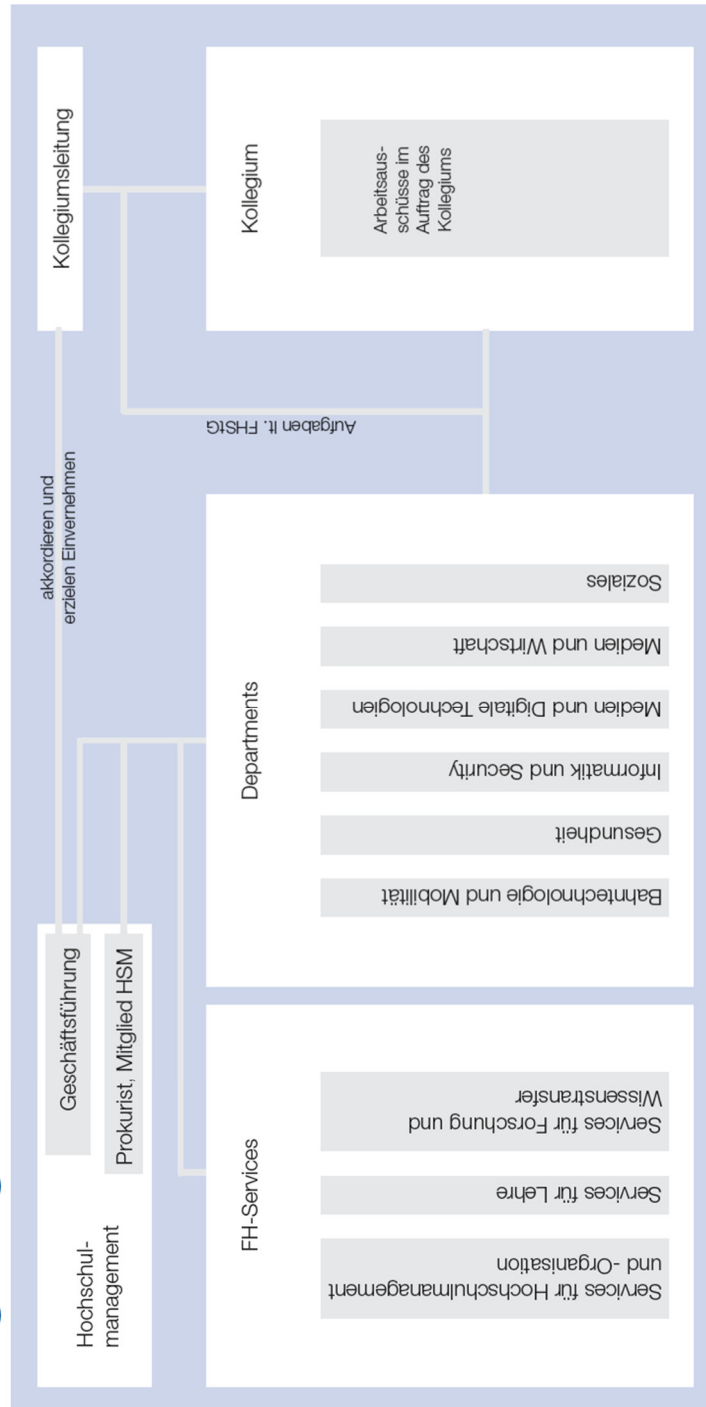 Hochschul-
management
Geschäftsführung
Prokurist, Mitglied HSM
akkordieren und
erzielen Einvernehmen
Kollegiumsleitung
FH-Services
Services für Hochschulmanagement
und -Organisation
Services für Lehre
Services für Forschung und
Wissenstransfer
Departments
Bahntechnologie und Mobilität
Gesundheit
Informatik und Security
Medien und Digitale Technologien
Medien und Wirtschaft
Soziales
Aufgaben lt. FHStG
Kollegium
Arbeitsaus-
schüsse im
Auftrag des
Kollegiums